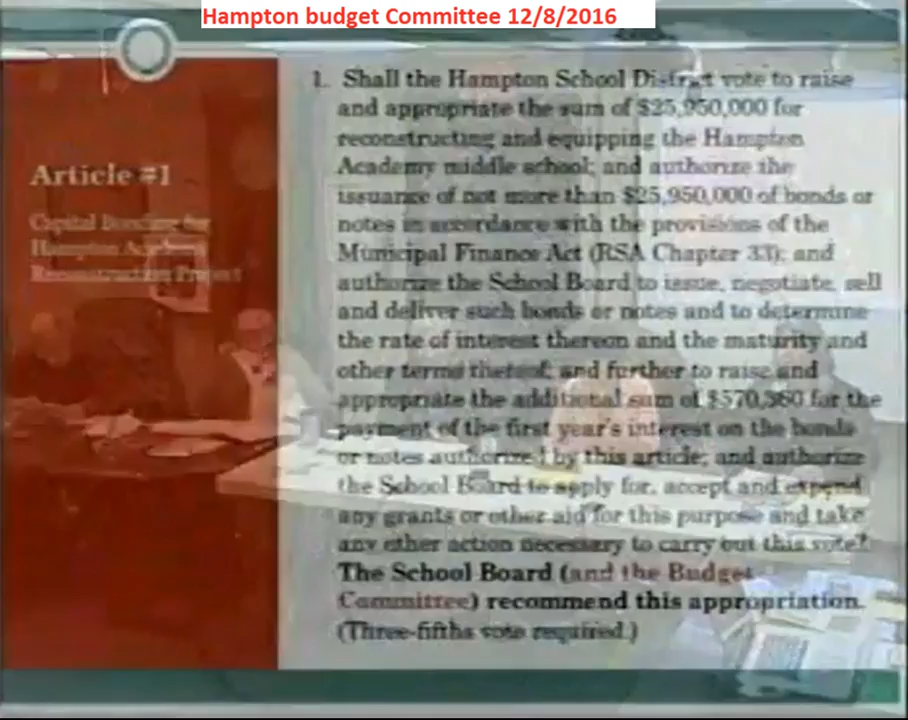 Hampton budget Committee 12/8/2016
Article #1
Capital Bonding for
Hampton Academy
Reconstruction Project
1. Shall the Hampton School District vote to raise
and appropriate the sum of $25,950,000 for
reconstructing and equipping the Hampton
Academy middle school; and authorize the
issuance of not more than $25,950,000 of bonds or
notes in accordance with the provisions of the
Municipal Finance Act (RSA Chapter 33); and
authorize the School Board to issue, negotiate, sell
and deliver such bonds or notes and to determine
the rate of interest thereon and the maturity and
other terms thereof; and further to raise and
appropriate the additional sum of $570,360 for the
payment of the first year's interest on the bonds
or notes authorized by this article; and authorize
the School Board to apply for, accept and expend
any grants or other aid for this purpose and take
any other action necessary to carry out this vote?
The School Board (and the Budget
Committee) recommend this appropriation.
(Three-fifths vote required.)